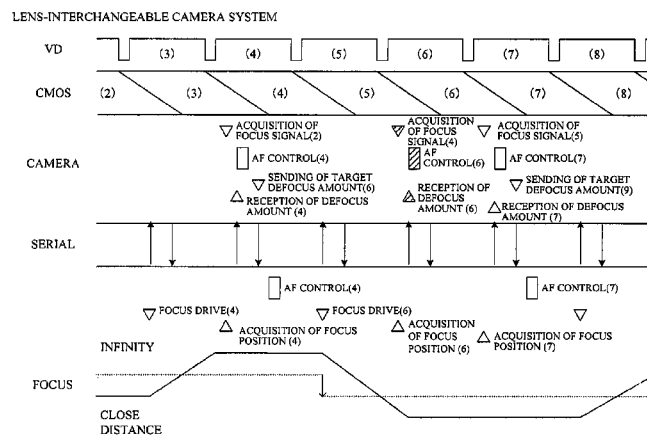 LENS-INTERCHANGEABLE CAMERA SYSTEM
VD
(3) (4) (5) (6) (7) (8)
CMOS
(2) (3) (4) (5) (6) (7) (8)
CAMERA
ACQUISITION OF
FOCUS SIGNAL(2)
ACQUISITION
OF FOCUS
SIGNAL(4)
ACQUISITION OF
FOCUS SIGNAL(5)
AF CONTROL(4)
AF
CONTROL(6)
AF CONTROL(7)
SENDING OF TARGET
DEFOCUS AMOUNT(6)
SENDING OF TARGET
DEFOCUS AMOUNT(9)
RECEPTION OF DEFOCUS
AMOUNT (4)
RECEPTION OF
DEFOCUS
AMOUNT (6)
RECEPTION OF DEFOCUS
AMOUNT (7)
SERIAL
AF CONTROL(4)
AF CONTROL(7)
FOCUS DRIVE(4)
FOCUS DRIVE(6)
ACQUISITION OF FOCUS
POSITION (4)
ACQUISITION
OF FOCUS
POSITION (6)
ACQUISITION OF FOCUS
POSITION (7)
INFINITY
FOCUS
CLOSE
DISTANCE